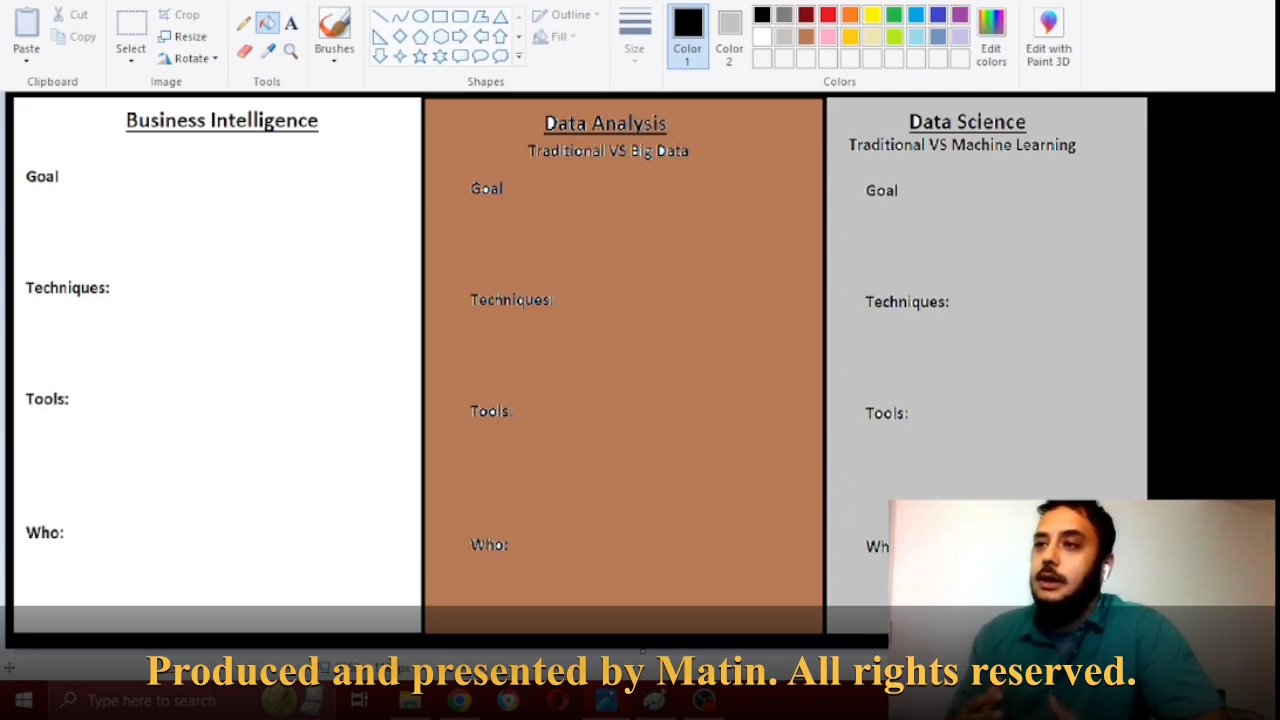 Paste
Cut
Copy
Clipboard
Select
Crop
Resize
Rotate
Image
Tools
Brushes
Shapes
Outline
Fill
Size
Color
1
Color
2
Colors
Edit
colors
Edit with
Paint 3D
Business Intelligence
Goal
Techniques:
Tools:
Who:
Data Analysis
Traditional VS Big Data
Goal
Techniques:
Tools:
Who:
Data Science
Traditional VS Machine Learning
Goal
Techniques:
Tools:
Wh
Produced and presented by Matin. All rights reserved.
Type here to search